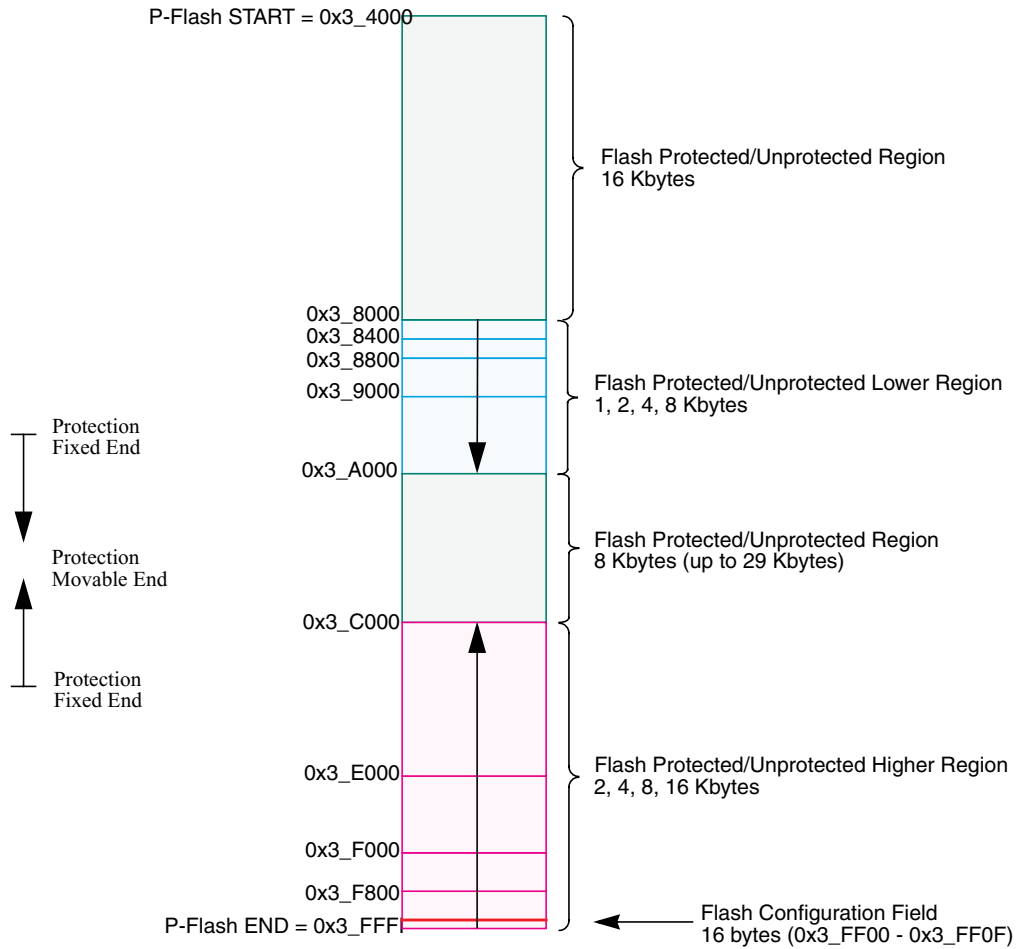 P-Flash START = 0x3_4000
Flash Protected/Unprotected Region
16 Kbytes
0x3_8000
0x3_8400
0x3_8800
0x3_9000
Flash Protected/Unprotected Lower Region
1, 2, 4, 8 Kbytes
Protection
Fixed End
0x3_A000
Protection
Movable End
Flash Protected/Unprotected Region
8 Kbytes (up to 29 Kbytes)
0x3_C000
Protection
Fixed End
0x3_E000
Flash Protected/Unprotected Higher Region
2, 4, 8, 16 Kbytes
0x3_F000
0x3_F800
P-Flash END = 0x3_FFFF
Flash Configuration Field
16 bytes (0x3_FF00 - 0x3_FF0F)